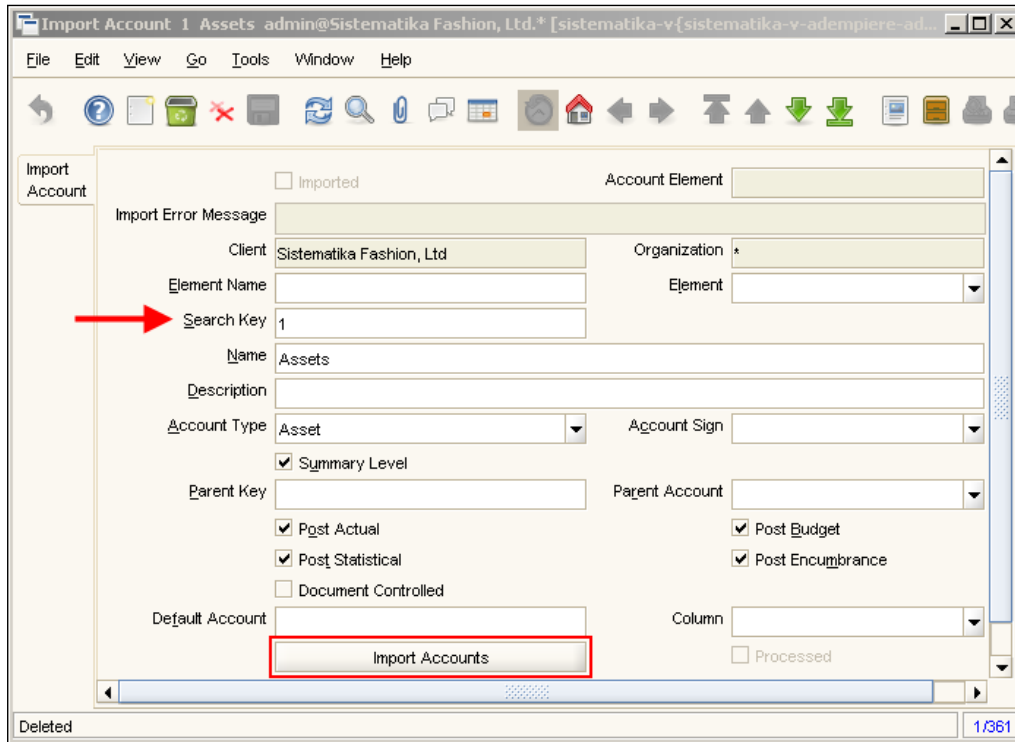 Import Account 1 Assets admin@Sistematika Fashion, Ltd.* [sistematika-v{sistematika-v-adempiere-ad...
File Edit View Go Tools Window Help
Import Account
Imported Account Element
Import Error Message
Client Sistematika Fashion, Ltd Organization *
Element Name Element
Search Key 1
Name Assets
Description
Account Type Asset Account Sign
Summary Level
Parent Key Parent Account
Post Actual Post Budget
Post Statistical Post Encumbrance
Document Controlled
Default Account Column
Import Accounts Processed
Deleted 1/361